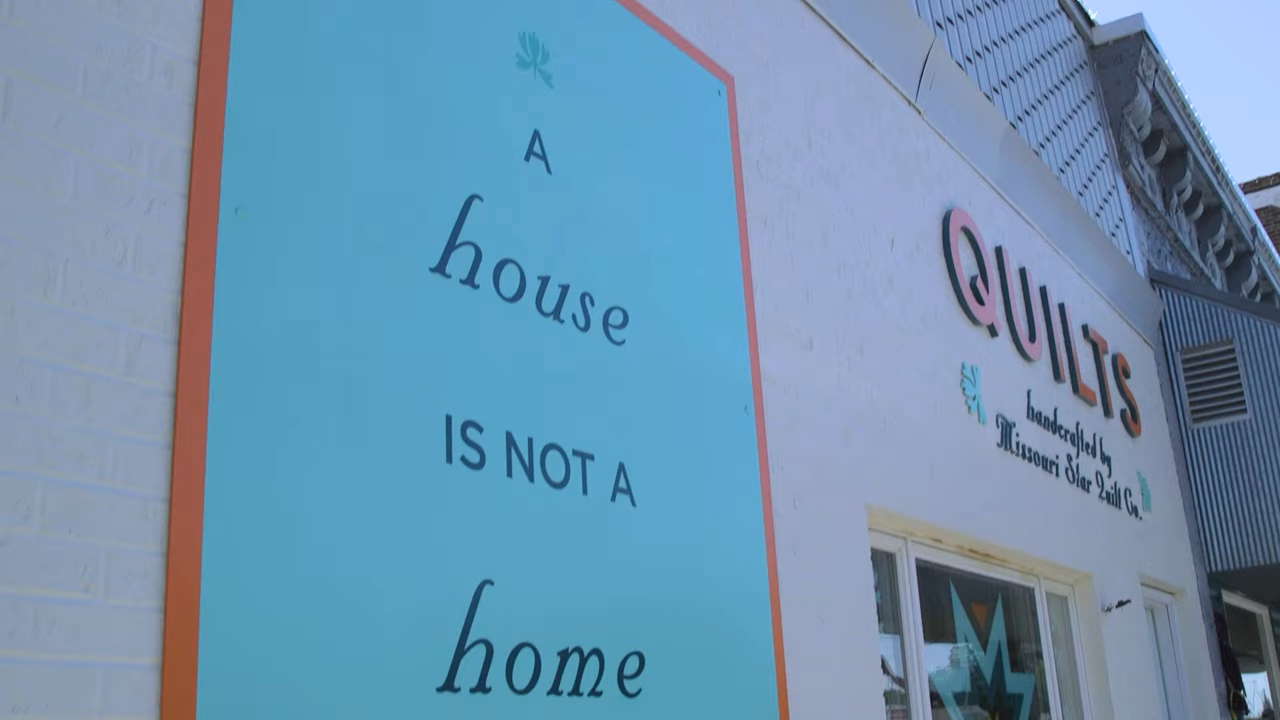 A
house
IS NOT A
home
QUILTS
handcrafted by
Missouri Star Quilt Co.
M